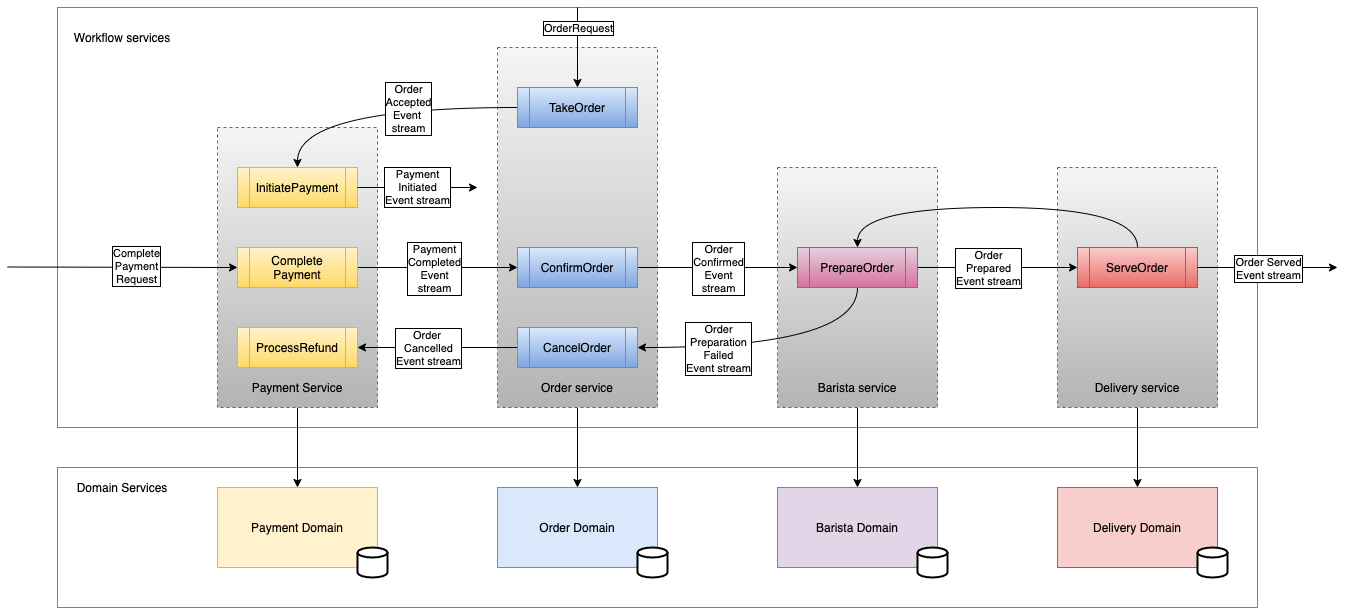 OrderRequest
Workflow services
Order
Accepted
Event
stream
TakeOrder
InitiatePayment
Payment
Initiated
Event stream
Complete
Payment
Request
Complete
Payment
Payment
Completed
Event
stream
ConfirmOrder
Order
Confirmed
Event
stream
PrepareOrder
Order
Prepared
Event stream
ServeOrder
Order Served
Event stream
ProcessRefund
Order
Cancelled
Event stream
CancelOrder
Order
Preparation
Failed
Event stream
Payment Service
Order service
Barista service
Delivery service
Domain Services
Payment Domain
Order Domain
Barista Domain
Delivery Domain